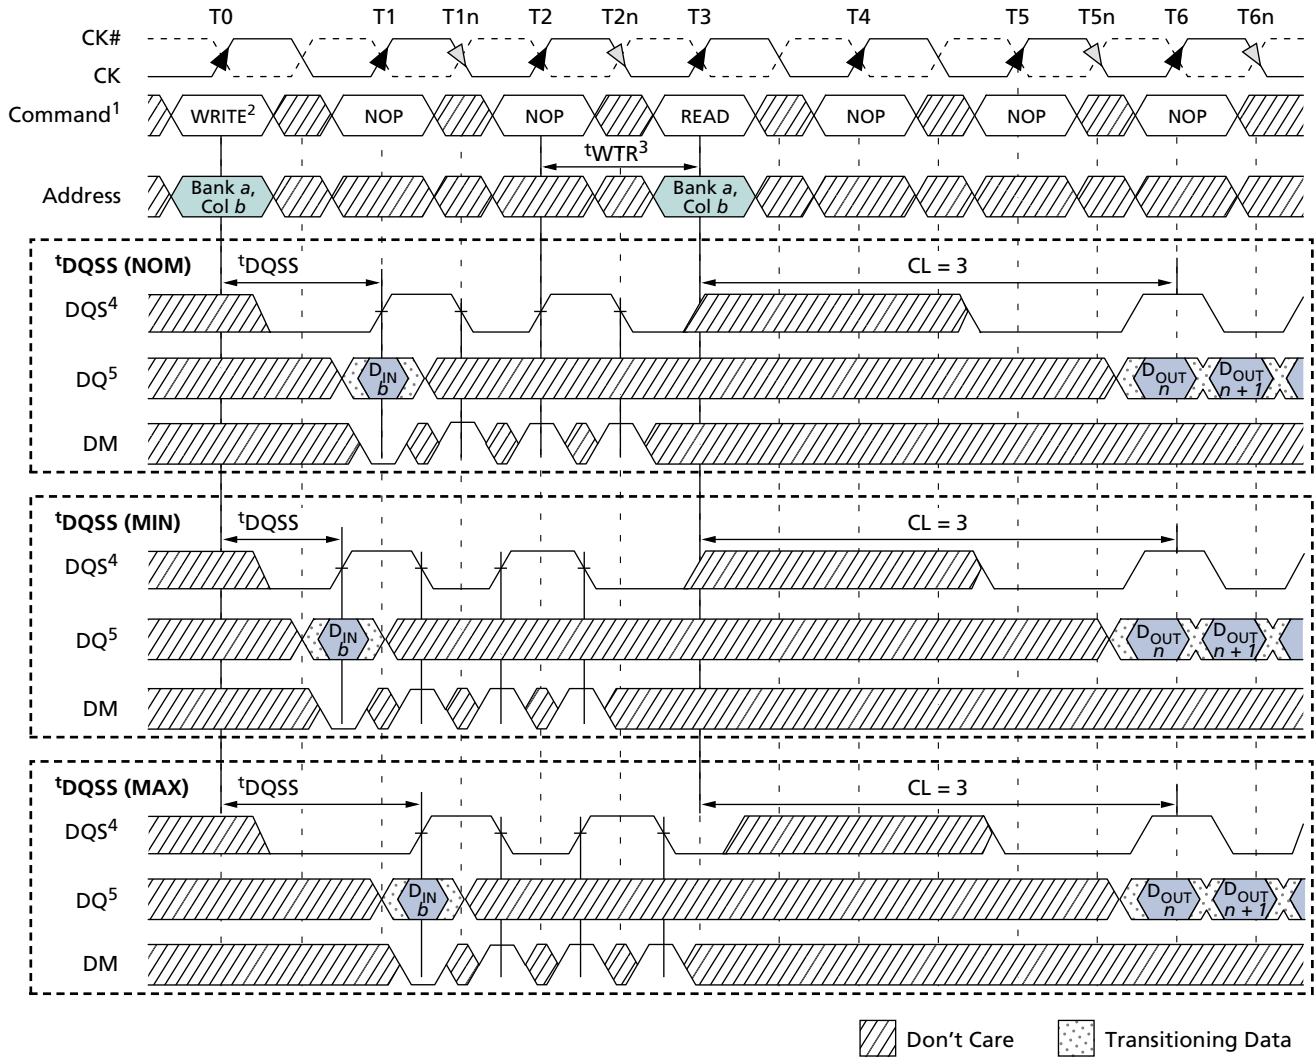 T0 T1 T1n T2 T2n T3 T4 T5 T5n T6 T6n
CK#
CK
Command1 WRITE2 NOP NOP READ NOP NOP NOP
tWTR3
Address Bank a, Col b Bank a, Col b
tDQSS (NOM) tDQSS CL = 3
DQS4
DQ5 DIN b DOUT n DOUT n + 1
DM
tDQSS (MIN) tDQSS CL = 3
DQS4
DQ5 DIN b DOUT n DOUT n + 1
DM
tDQSS (MAX) tDQSS CL = 3
DQS4
DQ5 DIN b DOUT n DOUT n + 1
DM
Don't Care Transitioning Data